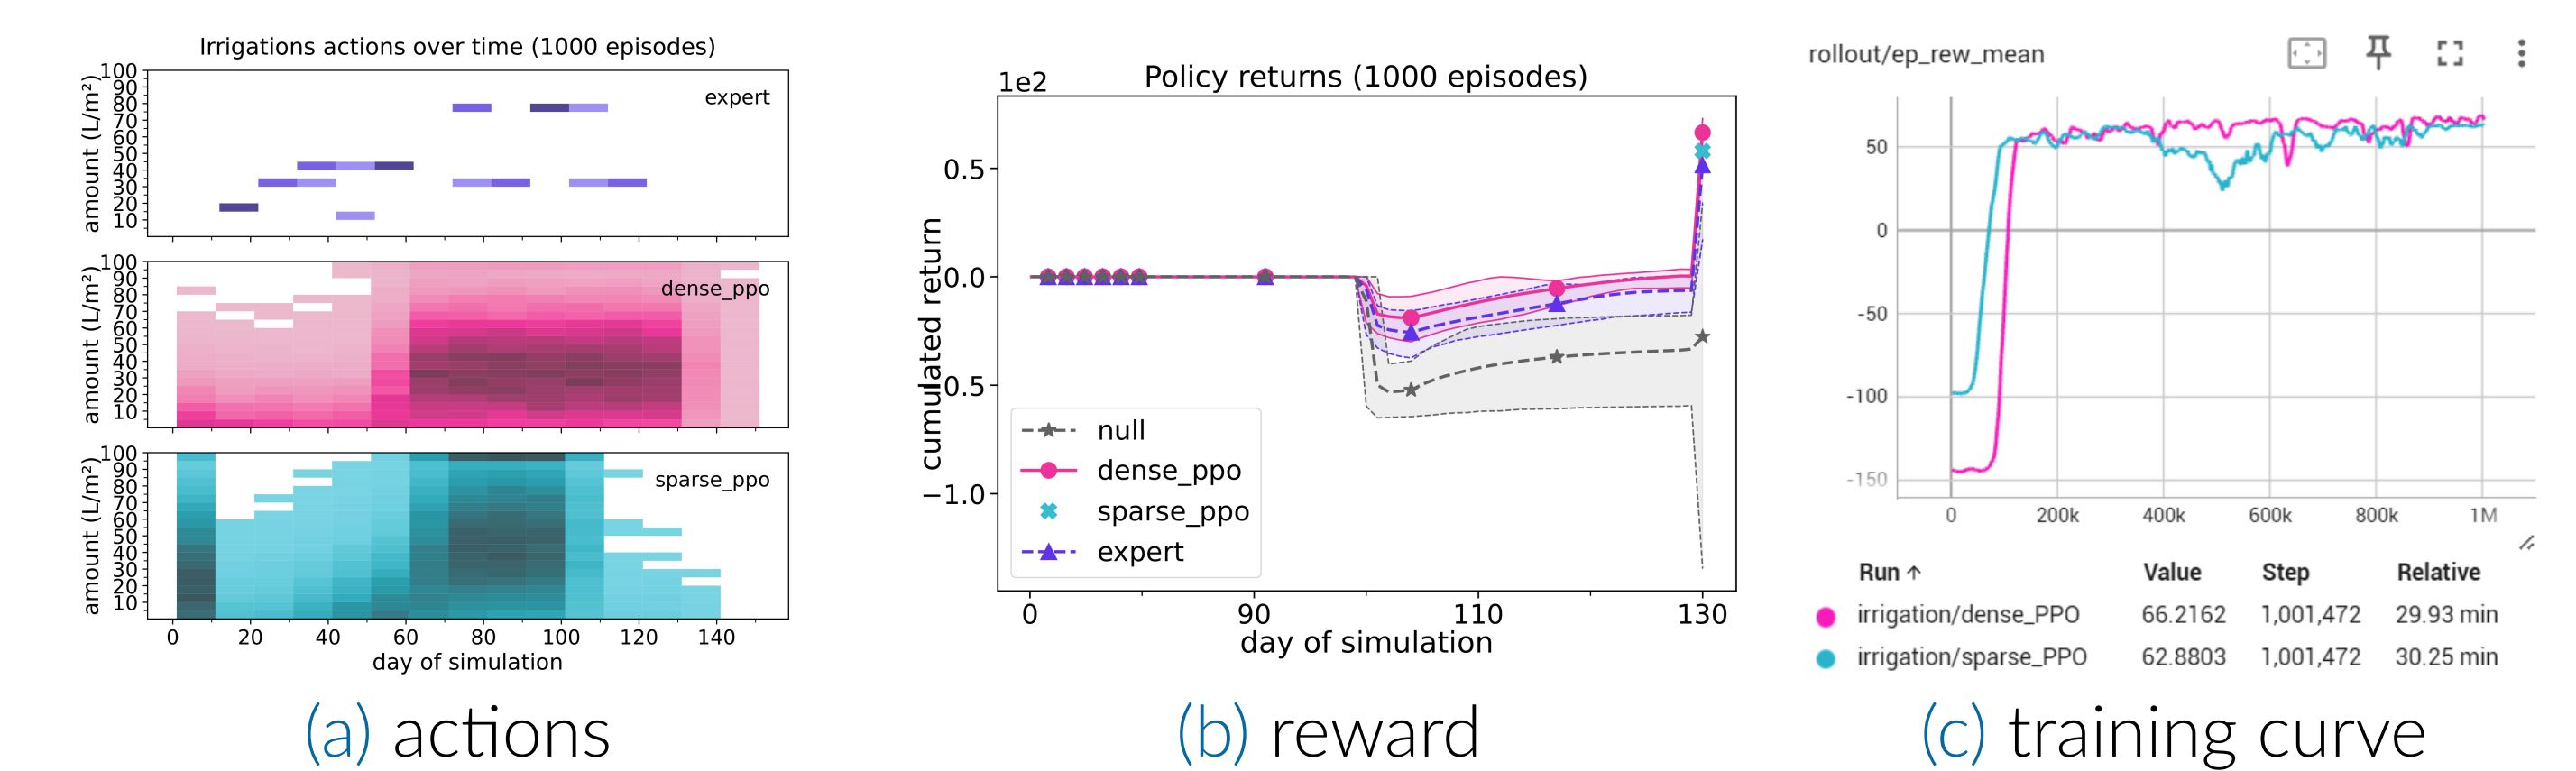 Irrigations actions over time (1000 episodes)
amount (L/m²)
100
90
80
70
60
50
40
30
20
10
expert
amount (L/m²)
100
90
80
70
60
50
40
30
20
10
dense_ppo
amount (L/m²)
100
90
80
70
60
50
40
30
20
10
sparse_ppo
0 20 40 60 80 100 120 140
day of simulation
(a) actions
1e2
Policy returns (1000 episodes)
cumulated return
0.5
0.0
0.5
−1.0
null
dense_ppo
sparse_ppo
expert
0 90 110 130
day of simulation
(b) reward
rollout/ep_rew_mean
50
0
-50
-100
-150
0 200k 400k 600k 800k 1M
Run ↑ Value Step Relative
irrigation/dense_PPO 66.2162 1,001,472 29.93 min
irrigation/sparse_PPO 62.8803 1,001,472 30.25 min
(c) training curve